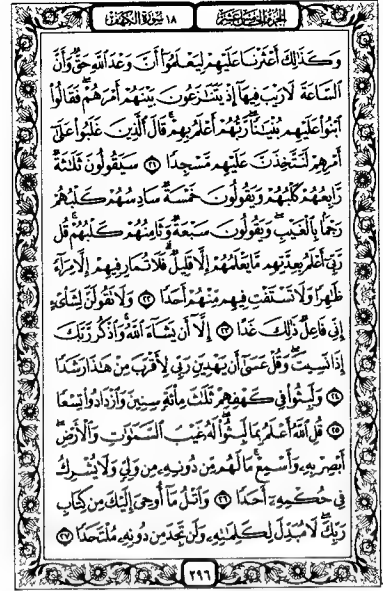 الجزء الخامس عشر ١٨ سورة الكهف
وَكَذَٰلِكَ أَعْثَرْنَا عَلَيْهِمْ لِيَعْلَمُوٓا۟ أَنَّ وَعْدَ ٱللَّهِ حَقٌّ وَأَنَّ
ٱلسَّاعَةَ لَا رَيْبَ فِيهَآ إِذْ يَتَنَٰزَعُونَ بَيْنَهُمْ أَمْرَهُمْ ۖ فَقَالُوا۟
ٱبْنُوا۟ عَلَيْهِم بُنْيَٰنًا ۖ رَّبُّهُمْ أَعْلَمُ بِهِمْ ۚ قَالَ ٱلَّذِينَ غَلَبُوا۟ عَلَىٰٓ
أَمْرِهِمْ لَنَتَّخِذَنَّ عَلَيْهِم مَّسْجِدًا ٢١ سَيَقُولُونَ ثَلَٰثَةٌ
رَّابِعُهُمْ كَلْبُهُمْ وَيَقُولُونَ خَمْسَةٌ سَادِسُهُمْ كَلْبُهُمْ
رَجْمًۢا بِٱلْغَيْبِ ۖ وَيَقُولُونَ سَبْعَةٌ وَثَامِنُهُمْ كَلْبُهُمْ ۚ قُل
رَّبِّىٓ أَعْلَمُ بِعِدَّتِهِم مَّا يَعْلَمُهُمْ إِلَّا قَلِيلٌ ۗ فَلَا تُمَارِ فِيهِمْ إِلَّا مِرَآءً
ظَٰهِرًا وَلَا تَسْتَفْتِ فِيهِم مِّنْهُمْ أَحَدًا ٢٢ وَلَا تَقُولَنَّ لِشَا۟ىْءٍ
إِنِّى فَاعِلٌ ذَٰلِكَ غَدًا ٢٣ إِلَّآ أَن يَشَآءَ ٱللَّهُ ۚ وَٱذْكُر رَّبَّكَ
إِذَا نَسِيتَ وَقُلْ عَسَىٰٓ أَن يَهْدِيَنِ رَبِّى لِأَقْرَبَ مِنْ هَٰذَا رَشَدًا
٢٤ وَلَبِثُوا۟ فِى كَهْفِهِمْ ثَلَٰثَ مِا۟ئَةٍ سِنِينَ وَٱزْدَادُوا۟ تِسْعًا
٢٥ قُلِ ٱللَّهُ أَعْلَمُ بِمَا لَبِثُوا۟ ۖ لَهُۥ غَيْبُ ٱلسَّمَٰوَٰتِ وَٱلْأَرْضِ ۖ
أَبْصِرْ بِهِۦ وَأَسْمِعْ ۚ مَا لَهُم مِّن دُونِهِۦ مِن وَلِىٍّ وَلَا يُشْرِكُ
فِى حُكْمِهِۦٓ أَحَدًا ٢٦ وَٱتْلُ مَآ أُوحِىَ إِلَيْكَ مِن كِتَابِ
رَبِّكَ ۖ لَا مُبَدِّلَ لِكَلِمَٰتِهِۦ وَلَن تَجِدَ مِن دُونِهِۦ مُلْتَحَدًا ٢٧
٢٩٦